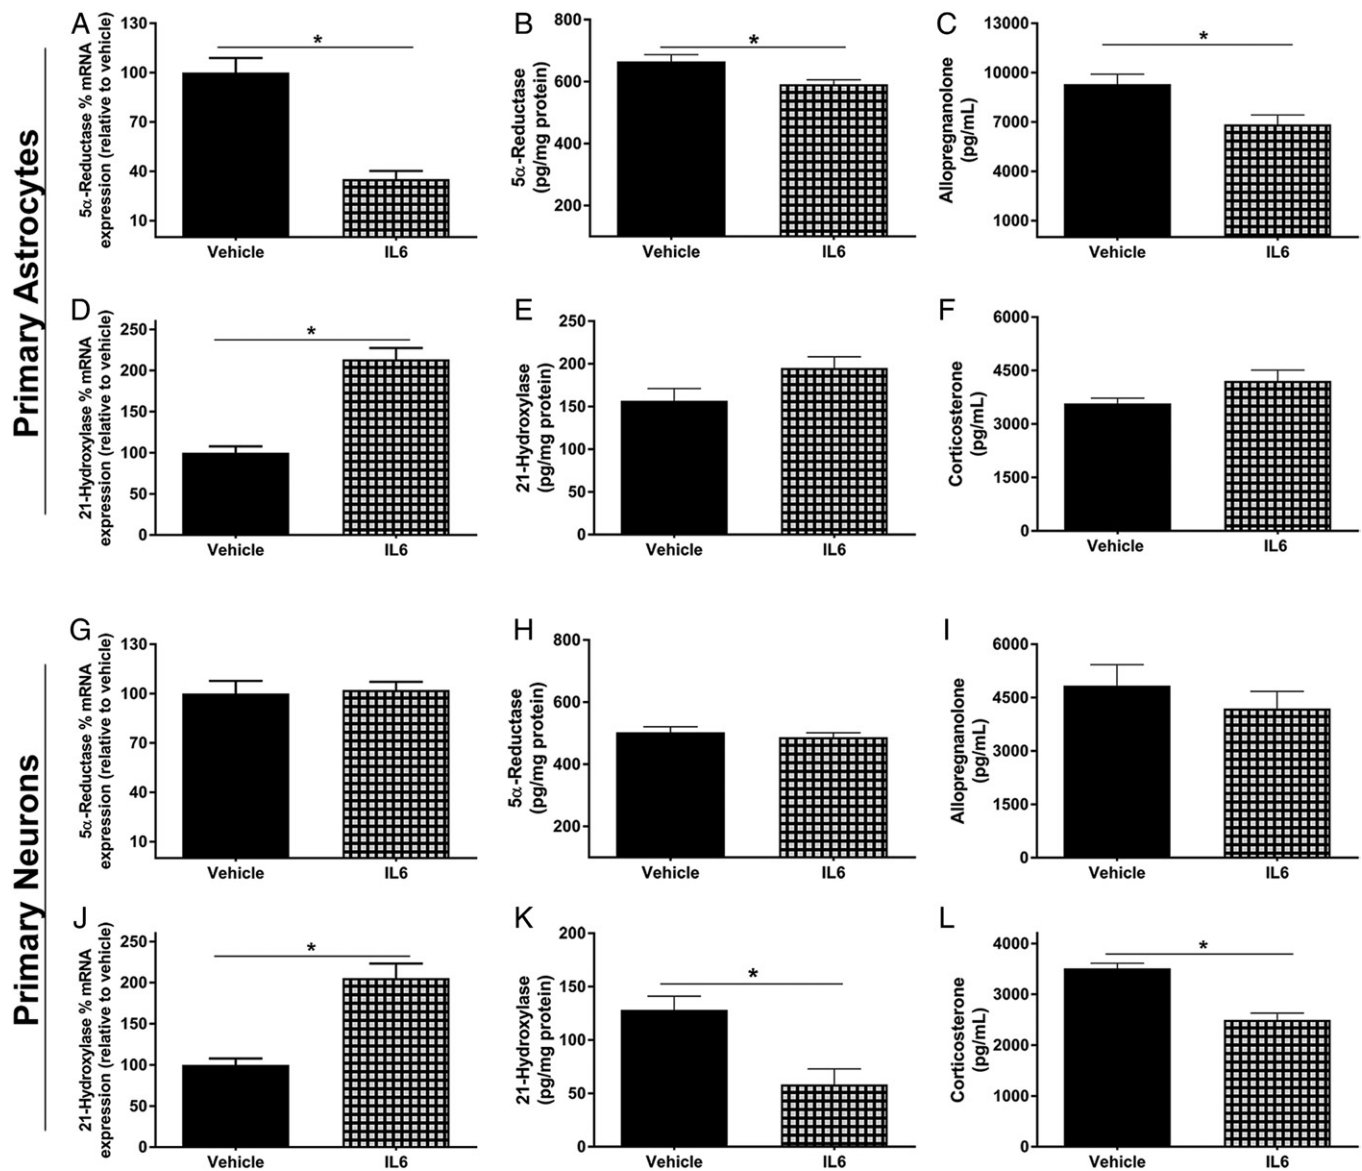 Primary Astrocytes
A
5α-Reductase % mRNA
expression (relative to vehicle)
130
100
70
40
10
*
Vehicle
IL6
B
5α-Reductase
(pg/mg protein)
800
600
400
200
*
Vehicle
IL6
C
Allopregnanolone
(pg/mL)
13000
10000
7000
4000
1000
*
Vehicle
IL6
D
21-Hydroxylase % mRNA
expression (relative to vehicle)
250
200
150
100
50
0
*
Vehicle
IL6
E
21-Hydroxylase
(pg/mg protein)
250
200
150
100
50
0
Vehicle
IL6
F
Corticosterone
(pg/mL)
6000
4500
3000
1500
0
Vehicle
IL6
Primary Neurons
G
5α-Reductase % mRNA
expression (relative to vehicle)
130
100
70
40
10
Vehicle
IL6
H
5α-Reductase
(pg/mg protein)
800
600
400
200
Vehicle
IL6
I
Allopregnanolone
(pg/mL)
6000
4500
3000
1500
0
Vehicle
IL6
J
21-Hydroxylase % mRNA
expression (relative to vehicle)
250
200
150
100
50
0
*
Vehicle
IL6
K
21-Hydroxylase
(pg/mg protein)
200
150
100
50
0
*
Vehicle
IL6
L
Corticosterone
(pg/mL)
4000
3000
2000
1000
0
*
Vehicle
IL6